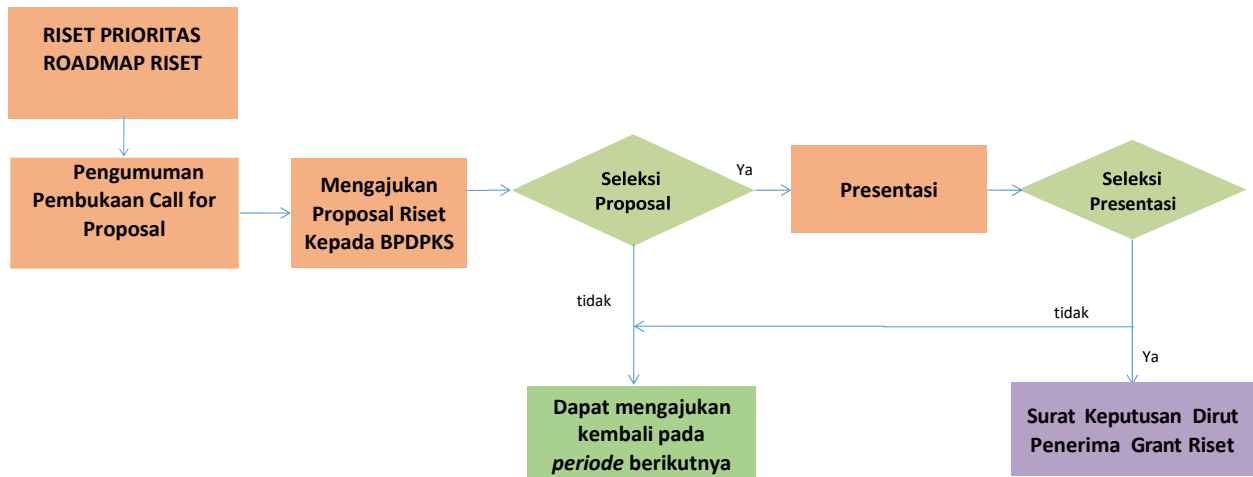 RISET PRIORITAS
ROADMAP RISET
Pengumuman
Pembukaan Call for
Proposal
Mengajukan
Proposal Riset
Kepada BPDPKS
Seleksi
Proposal
Ya
Presentasi
Seleksi
Presentasi
tidak
tidak
Ya
Dapat mengajukan
kembali pada
periode berikutnya
Surat Keputusan Dirut
Penerima Grant Riset